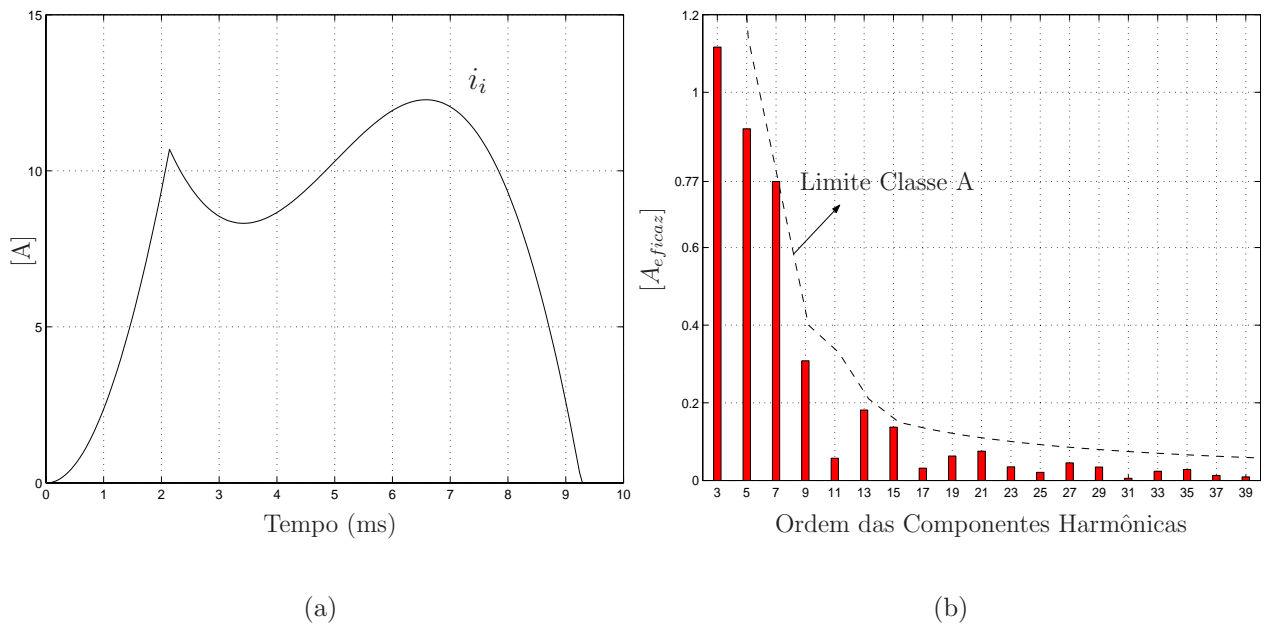 15
10
5
0
0 1 2 3 4 5 6 7 8 9 10
[A]
i_i
Tempo (ms)
(a)
1.2
1
0.77
0.6
0.4
0.2
0
3 5 7 9 11 13 15 17 19 21 23 25 27 29 31 33 35 37 39
[A_{eficaz}]
Limite Classe A
Ordem das Componentes Harmônicas
(b)